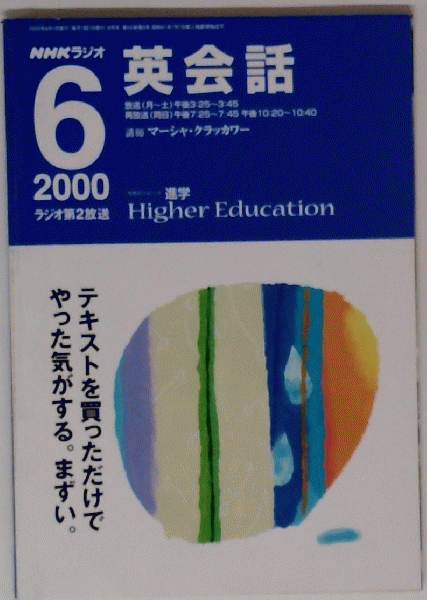 NHKラジオ
6
2000
ラジオ第2放送
英会話
放送(月〜土)午後3:25〜3:45
再放送(同日)午後7:25〜7:45 午後10:20〜10:40
講師 マーシャ・クラッカワー
進学
Higher Education
テキストを買っただけで
やった気がする。まずい。